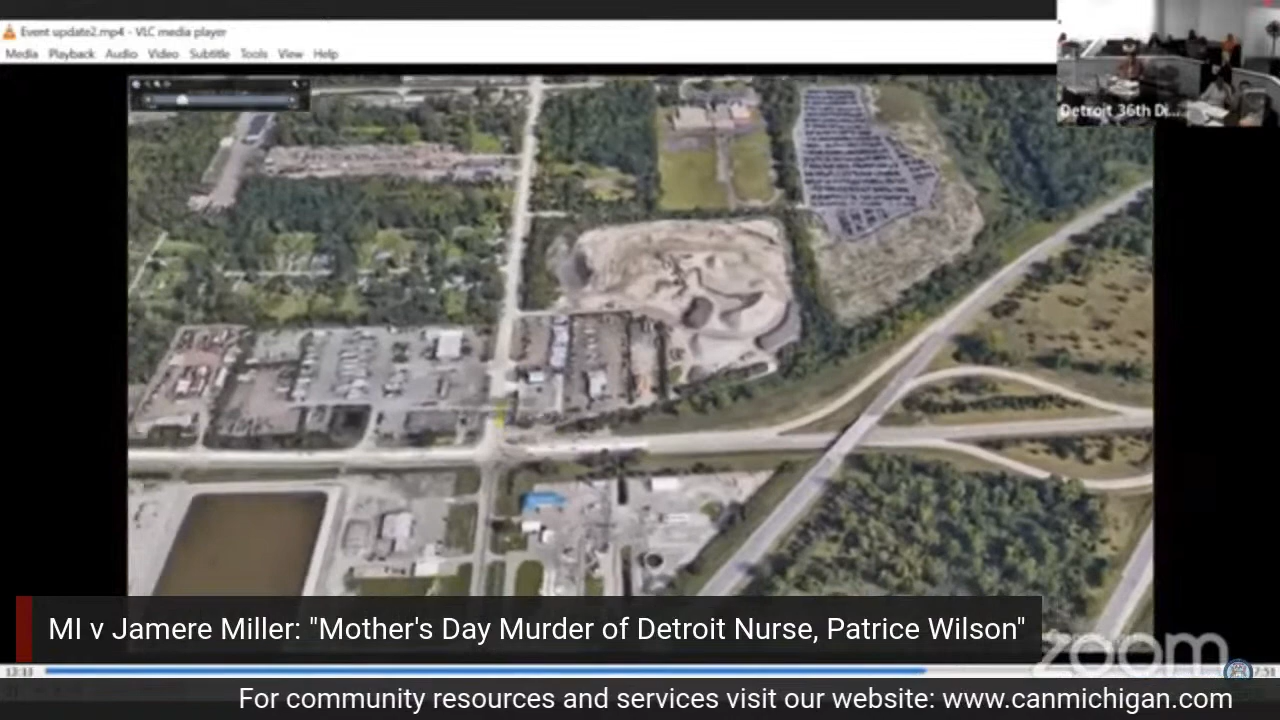 Event update2.mp4 - VLC media player
Media Playback Audio Video Subtitle Tools View Help
Detroit 36th Di...
MI v Jamere Miller: "Mother's Day Murder of Detroit Nurse, Patrice Wilson"
zoom
13:33
For community resources and services visit our website: www.canmichigan.com